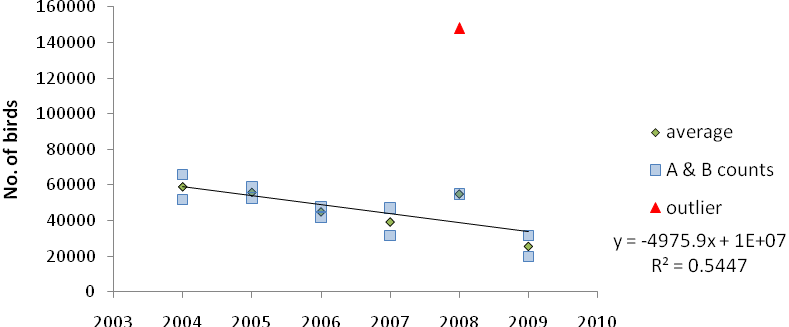 160000
140000
120000
100000
80000
60000
40000
20000
0
No. of birds
2003 2004 2005 2006 2007 2008 2009 2010
average
A & B counts
outlier
y = -4975.9x + 1E+07
R² = 0.5447